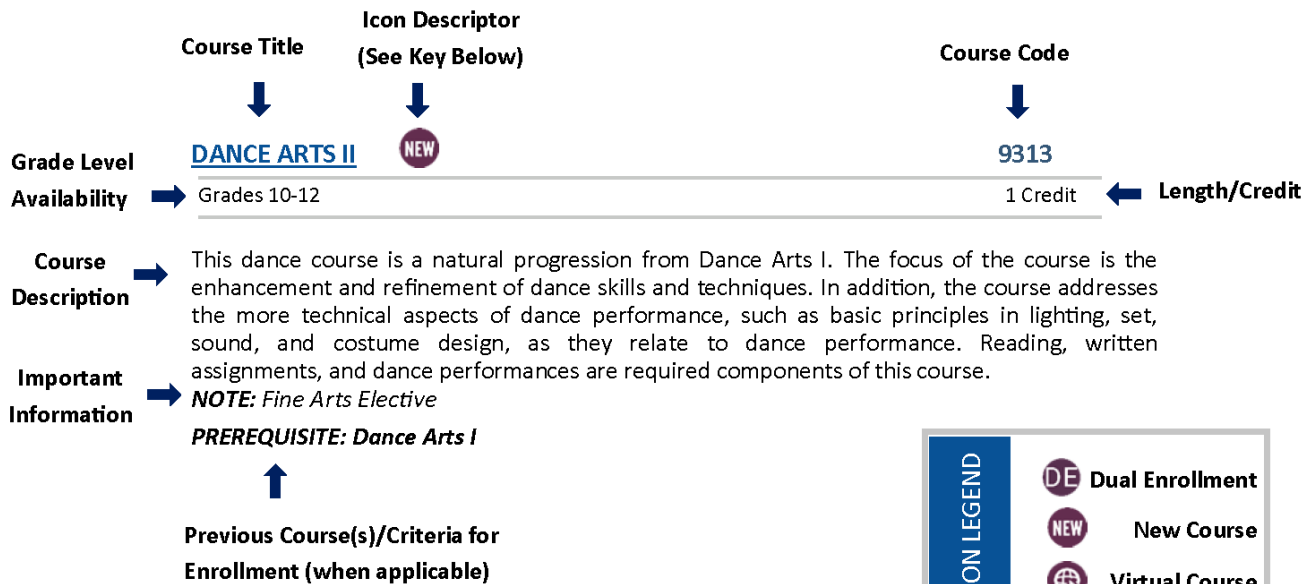 Icon Descriptor
(See Key Below)
Course Title
Course Code
DANCE ARTS II NEW 9313
Grade Level
Availability
Grades 10-12 1 Credit
Length/Credit
Course
Description
This dance course is a natural progression from Dance Arts I. The focus of the course is the
enhancement and refinement of dance skills and techniques. In addition, the course addresses
the more technical aspects of dance performance, such as basic principles in lighting, set,
sound, and costume design, as they relate to dance performance. Reading, written
assignments, and dance performances are required components of this course.
Important
Information
NOTE: Fine Arts Elective
PREREQUISITE: Dance Arts I
Previous Course(s)/Criteria for
Enrollment (when applicable)
LEGEND
DE Dual Enrollment
NEW New Course
Virtual Course